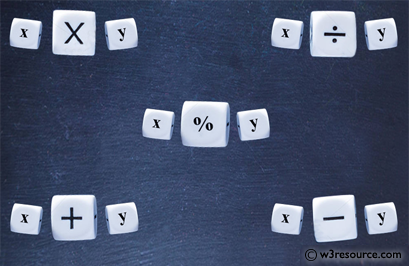 x X y
x ÷ y
x % y
x + y
x − y
© w3resource.com